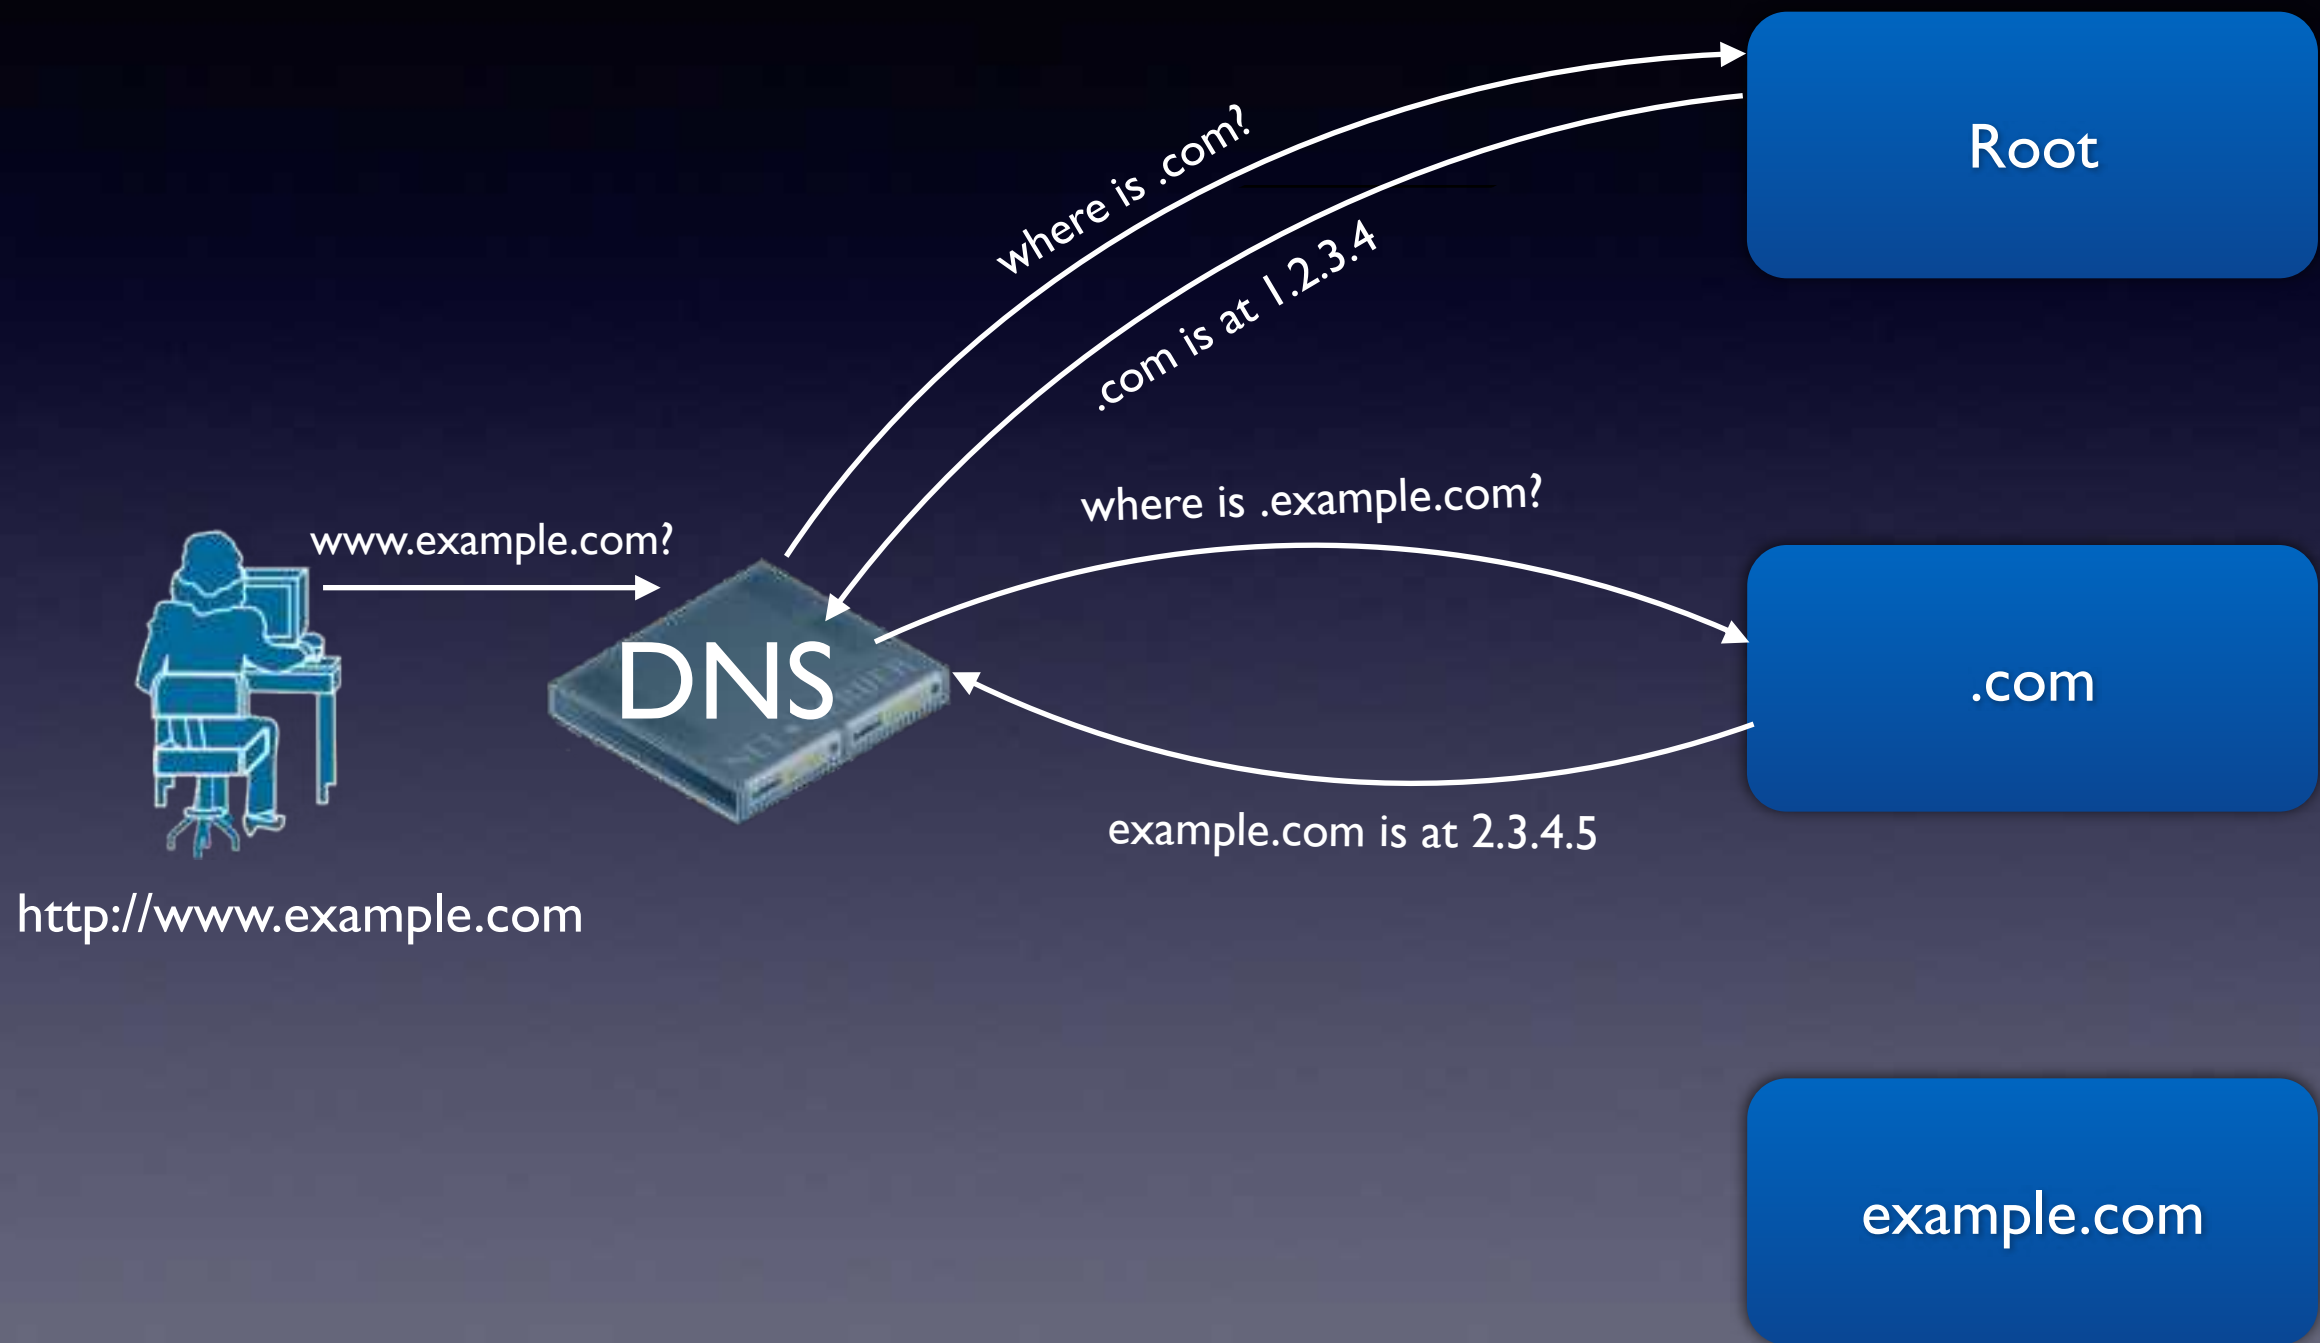 Root
where is .com?
.com is at 1.2.3.4
where is .example.com?
www.example.com?
DNS
.com
example.com is at 2.3.4.5
http://www.example.com
example.com